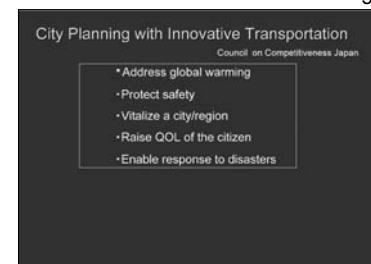 City Planning with Innovative Transportation
Council on Competitiveness Japan
・Address global warming
・Protect safety
・Vitalize a city/region
・Raise QOL of the citizen
・Enable response to disasters